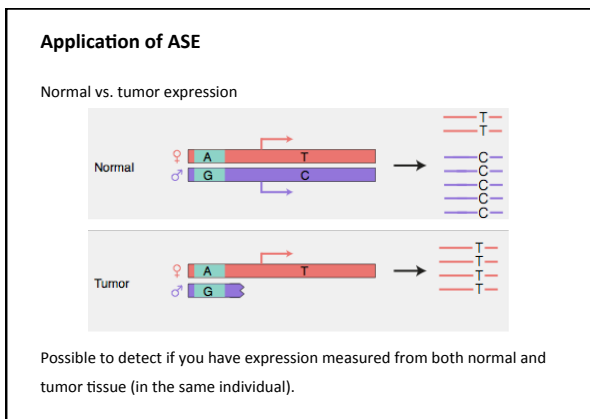 Application of ASE
Normal vs. tumor expression
Normal
♀ A T
♂ G C
T
T
C
C
C
C
C
Tumor
♀ A T
♂ G
T
T
T
T
Possible to detect if you have expression measured from both normal and
tumor tissue (in the same individual).